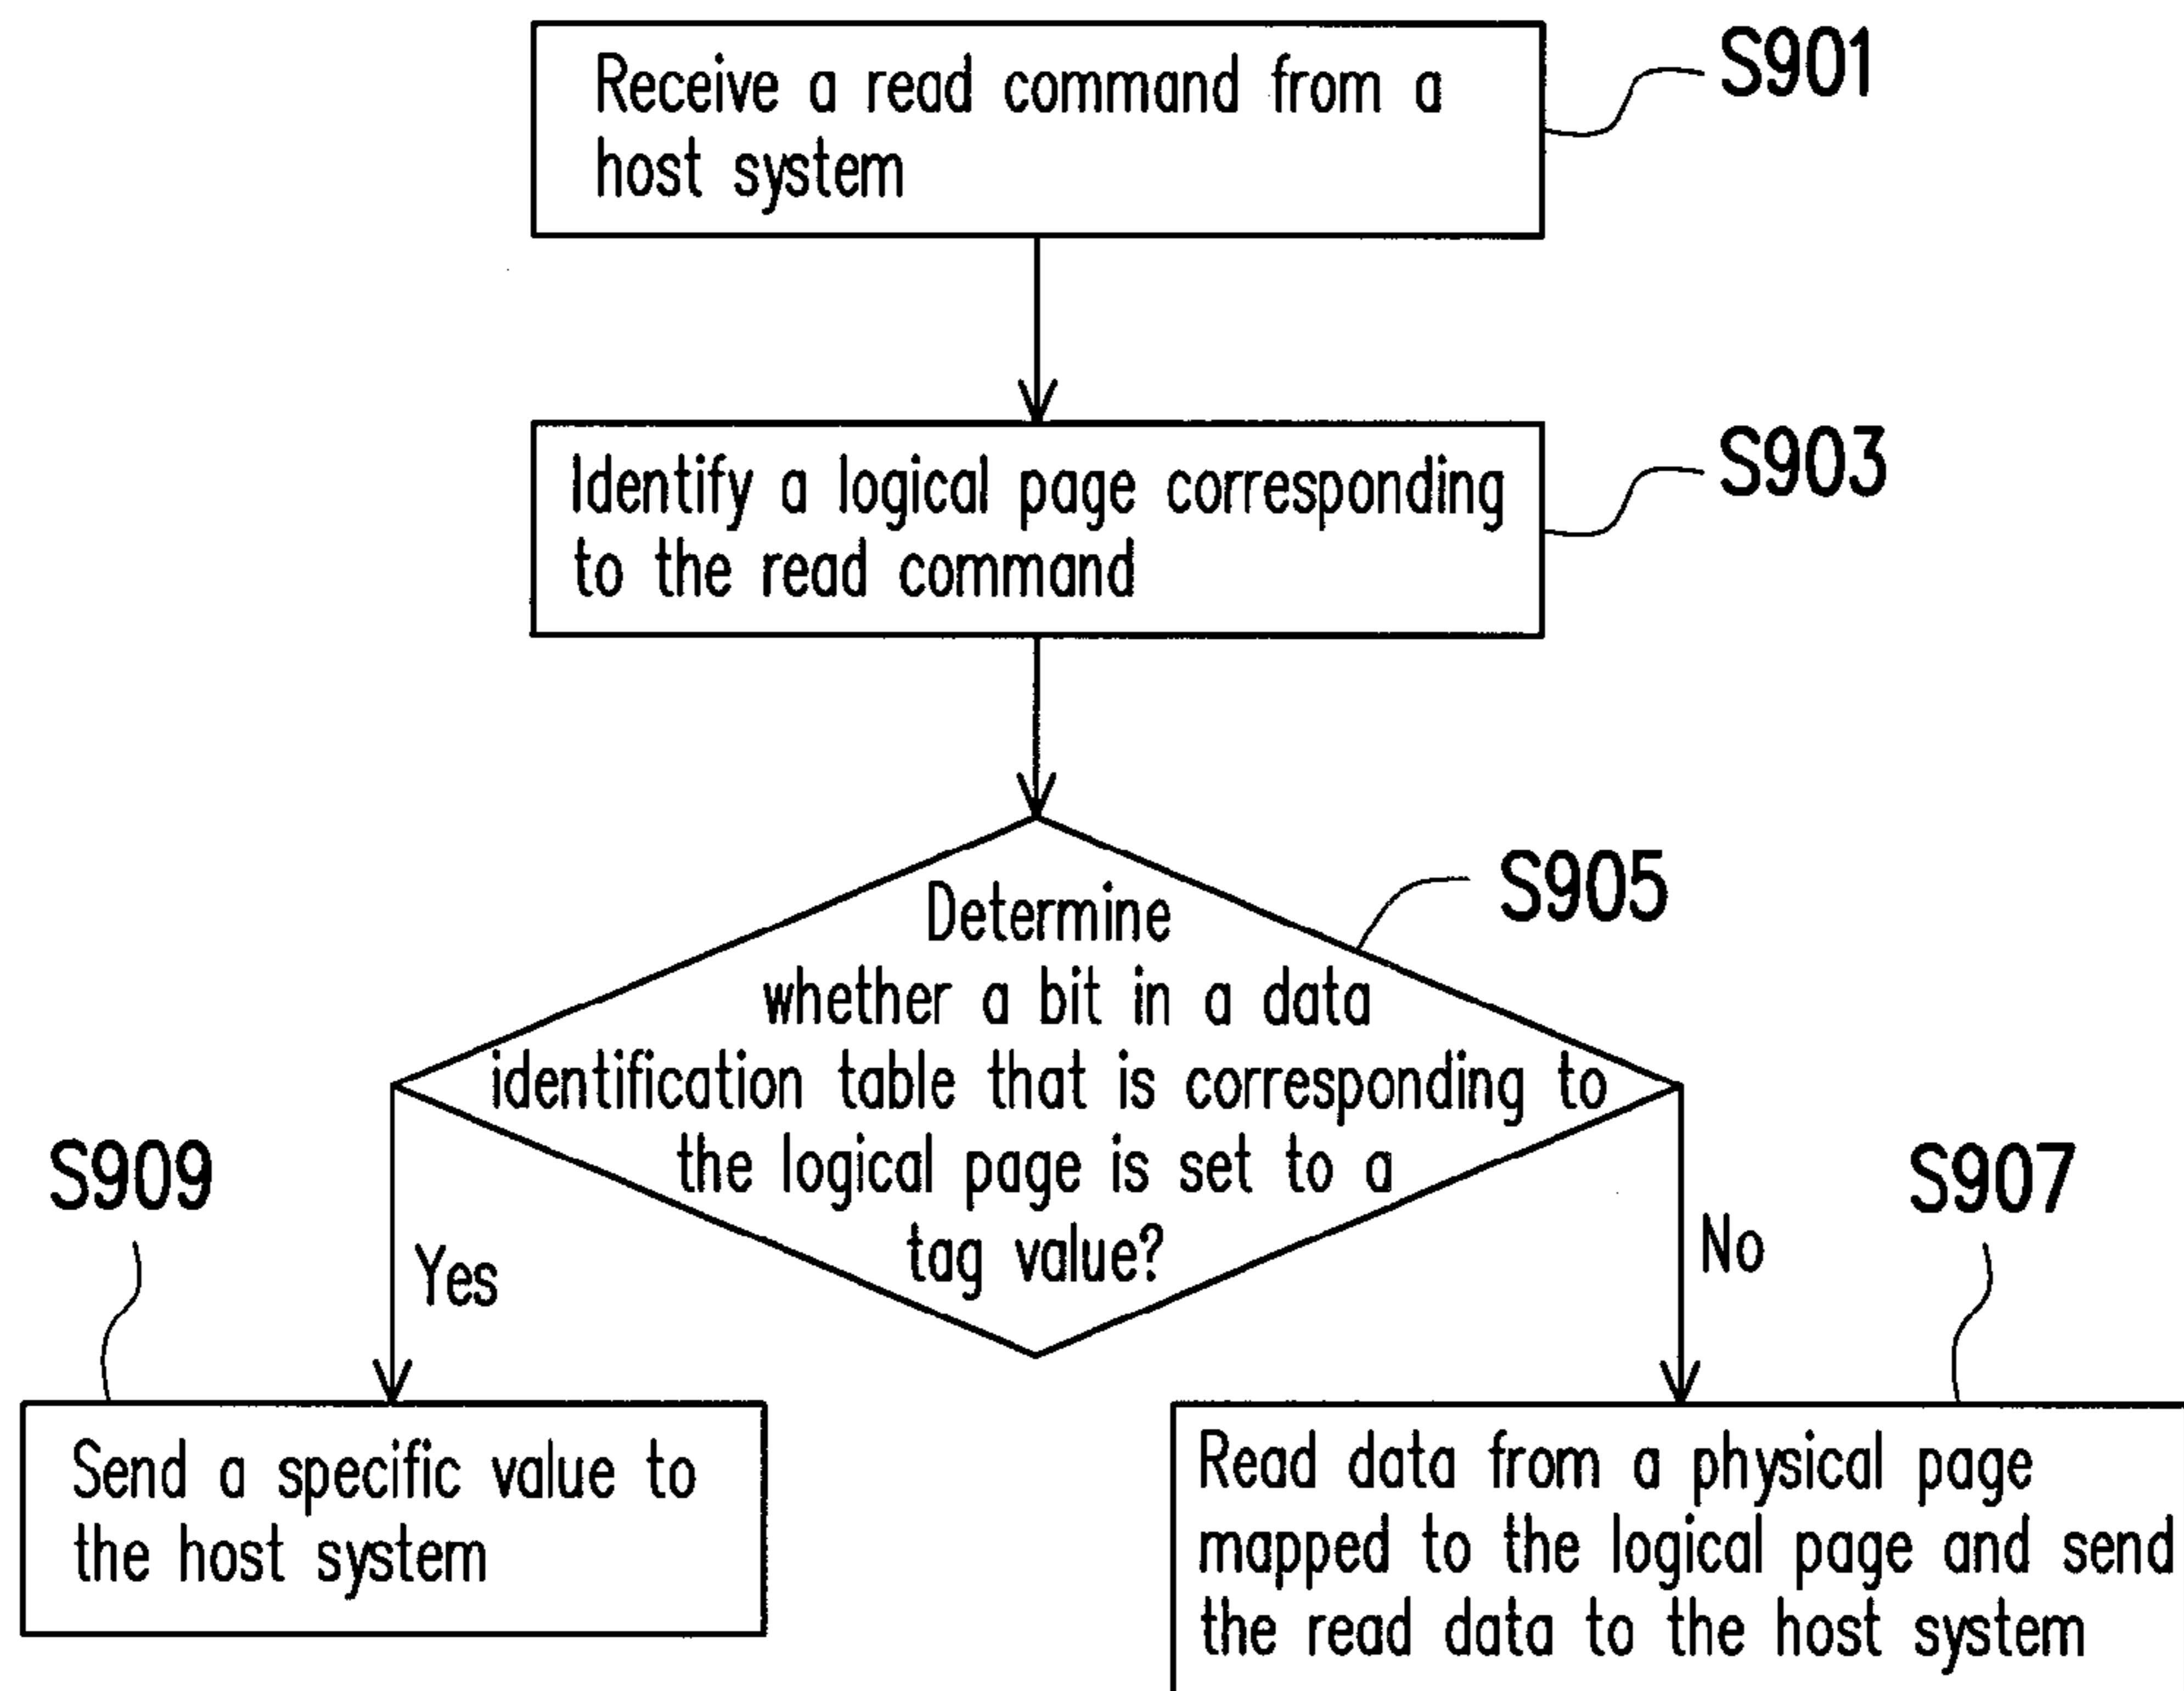 Receive a read command from a
host system
S901
Identify a logical page corresponding
to the read command
S903
Determine
whether a bit in a data
identification table that is corresponding to
the logical page is set to a
tag value?
S905
Yes
No
S909
Send a specific value to
the host system
S907
Read data from a physical page
mapped to the logical page and send
the read data to the host system